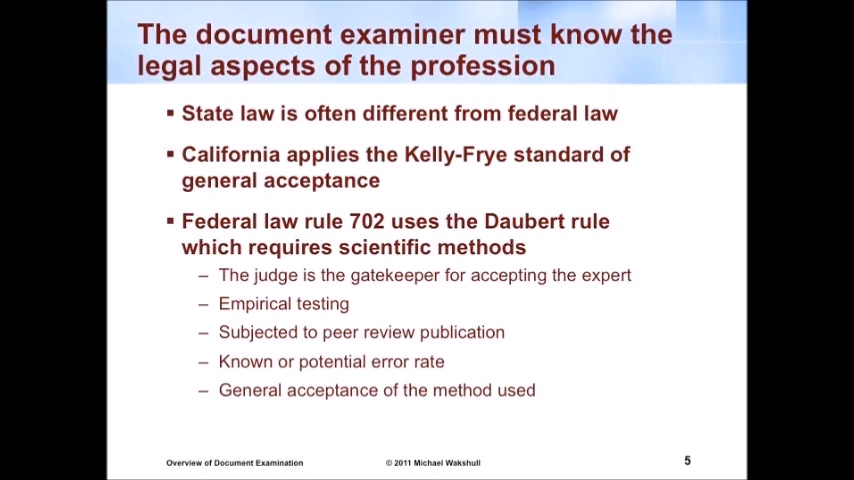 The document examiner must know the
legal aspects of the profession
▪ State law is often different from federal law
▪ California applies the Kelly-Frye standard of
general acceptance
▪ Federal law rule 702 uses the Daubert rule
which requires scientific methods
– The judge is the gatekeeper for accepting the expert
– Empirical testing
– Subjected to peer review publication
– Known or potential error rate
– General acceptance of the method used
Overview of Document Examination © 2011 Michael Wakshull 5